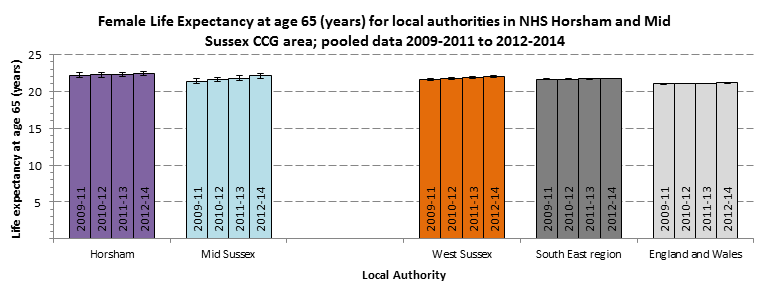 Female Life Expectancy at age 65 (years) for local authorities in NHS Horsham and Mid
Sussex CCG area; pooled data 2009-2011 to 2012-2014
Life expectancy at age 65 (years)
25
20
15
10
5
2009-11
2010-12
2011-13
2012-14
2009-11
2010-12
2011-13
2012-14
2009-11
2010-12
2011-13
2012-14
2009-11
2010-12
2011-13
2012-14
2009-11
2010-12
2011-13
2012-14
Horsham
Mid Sussex
West Sussex
South East region
England and Wales
Local Authority